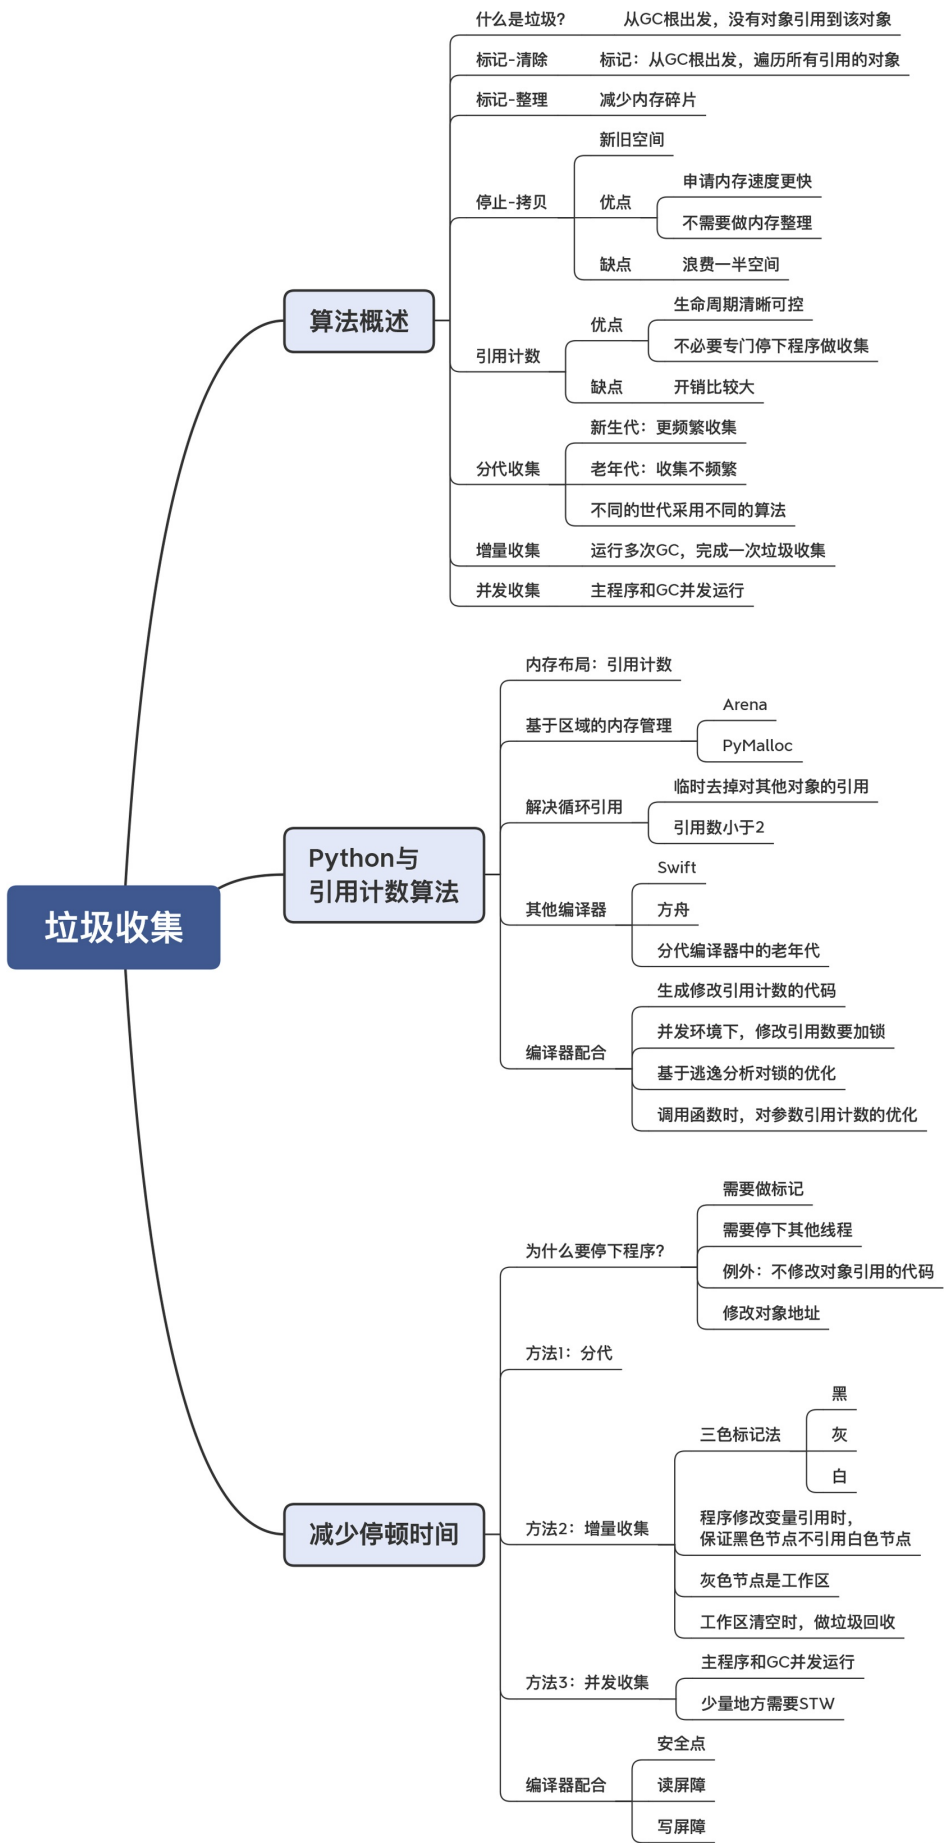 垃圾收集
算法概述
什么是垃圾？
从GC根出发，没有对象引用到该对象
标记-清除
标记：从GC根出发，遍历所有引用的对象
标记-整理
减少内存碎片
停止-拷贝
新旧空间
优点
申请内存速度更快
不需要做内存整理
缺点
浪费一半空间
引用计数
优点
生命周期清晰可控
不必要专门停下程序做收集
缺点
开销比较大
分代收集
新生代：更频繁收集
老年代：收集不频繁
不同的世代采用不同的算法
增量收集
运行多次GC，完成一次垃圾收集
并发收集
主程序和GC并发运行
Python与
引用计数算法
内存布局：引用计数
基于区域的内存管理
Arena
PyMalloc
解决循环引用
临时去掉对其他对象的引用
引用数小于2
其他编译器
Swift
方舟
分代编译器中的老年代
编译器配合
生成修改引用计数的代码
并发环境下，修改引用数要加锁
基于逃逸分析对锁的优化
调用函数时，对参数引用计数的优化
减少停顿时间
为什么要停下程序？
需要做标记
需要停下其他线程
例外：不修改对象引用的代码
修改对象地址
方法1：分代
方法2：增量收集
三色标记法
黑
灰
白
程序修改变量引用时，
保证黑色节点不引用白色节点
灰色节点是工作区
工作区清空时，做垃圾回收
方法3：并发收集
主程序和GC并发运行
少量地方需要STW
编译器配合
安全点
读屏障
写屏障